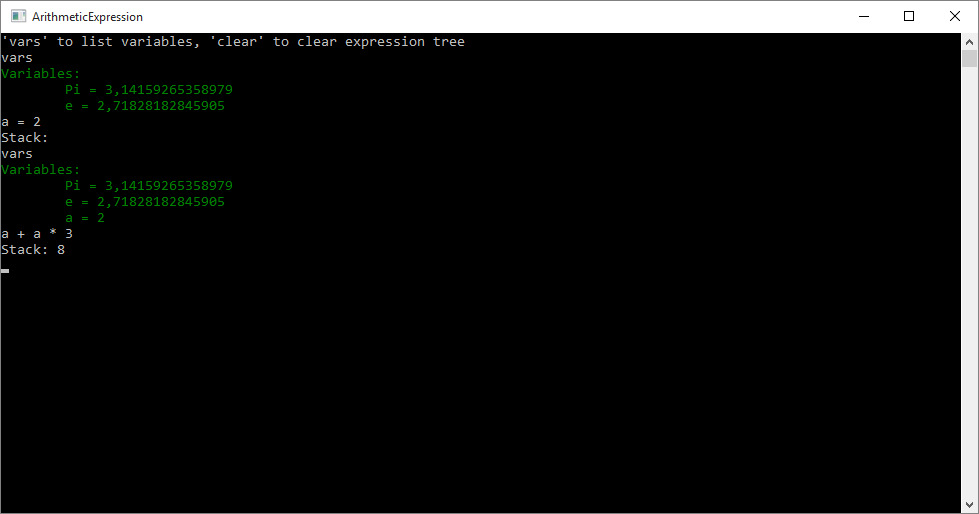 ArithmeticExpression
'vars' to list variables, 'clear' to clear expression tree
vars
Variables:
Pi = 3,14159265358979
e = 2,71828182845905
a = 2
Stack:
vars
Variables:
Pi = 3,14159265358979
e = 2,71828182845905
a = 2
a + a * 3
Stack: 8